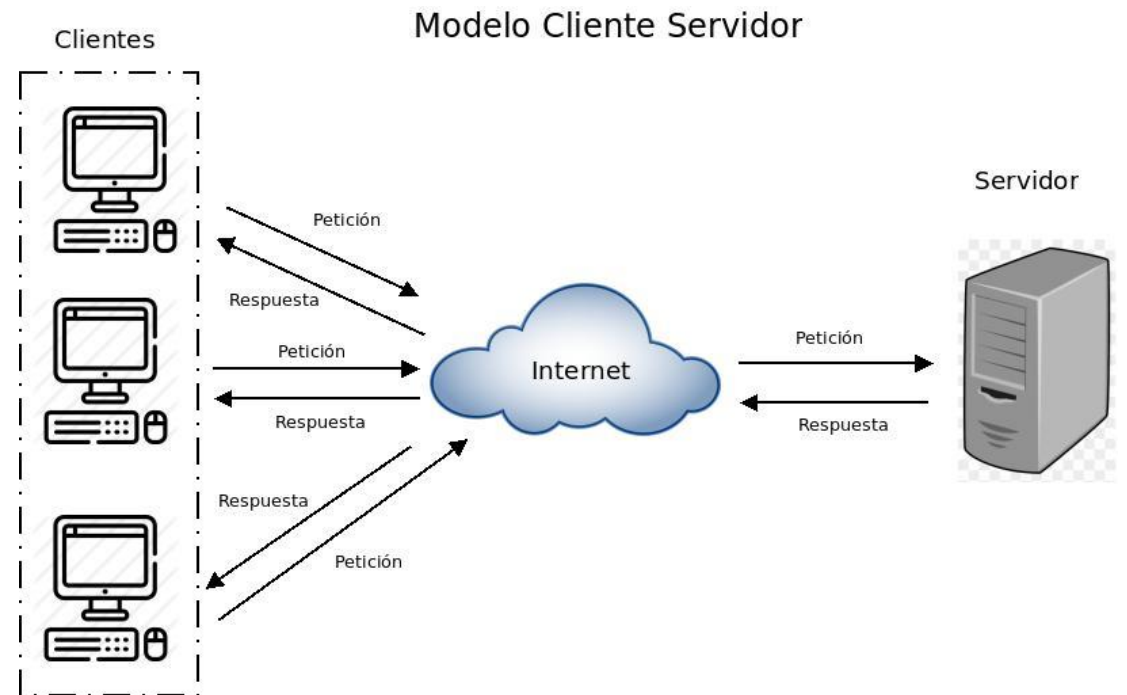 Modelo Cliente Servidor
Clientes
Servidor
Petición
Respuesta
Petición
Respuesta
Internet
Petición
Respuesta
Respuesta
Petición